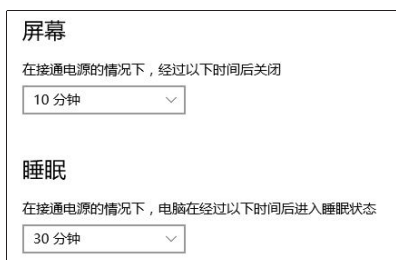 屏幕
在接通电源的情况下，经过以下时间后关闭
10 分钟
睡眠
在接通电源的情况下，电脑在经过以下时间后进入睡眠状态
30 分钟